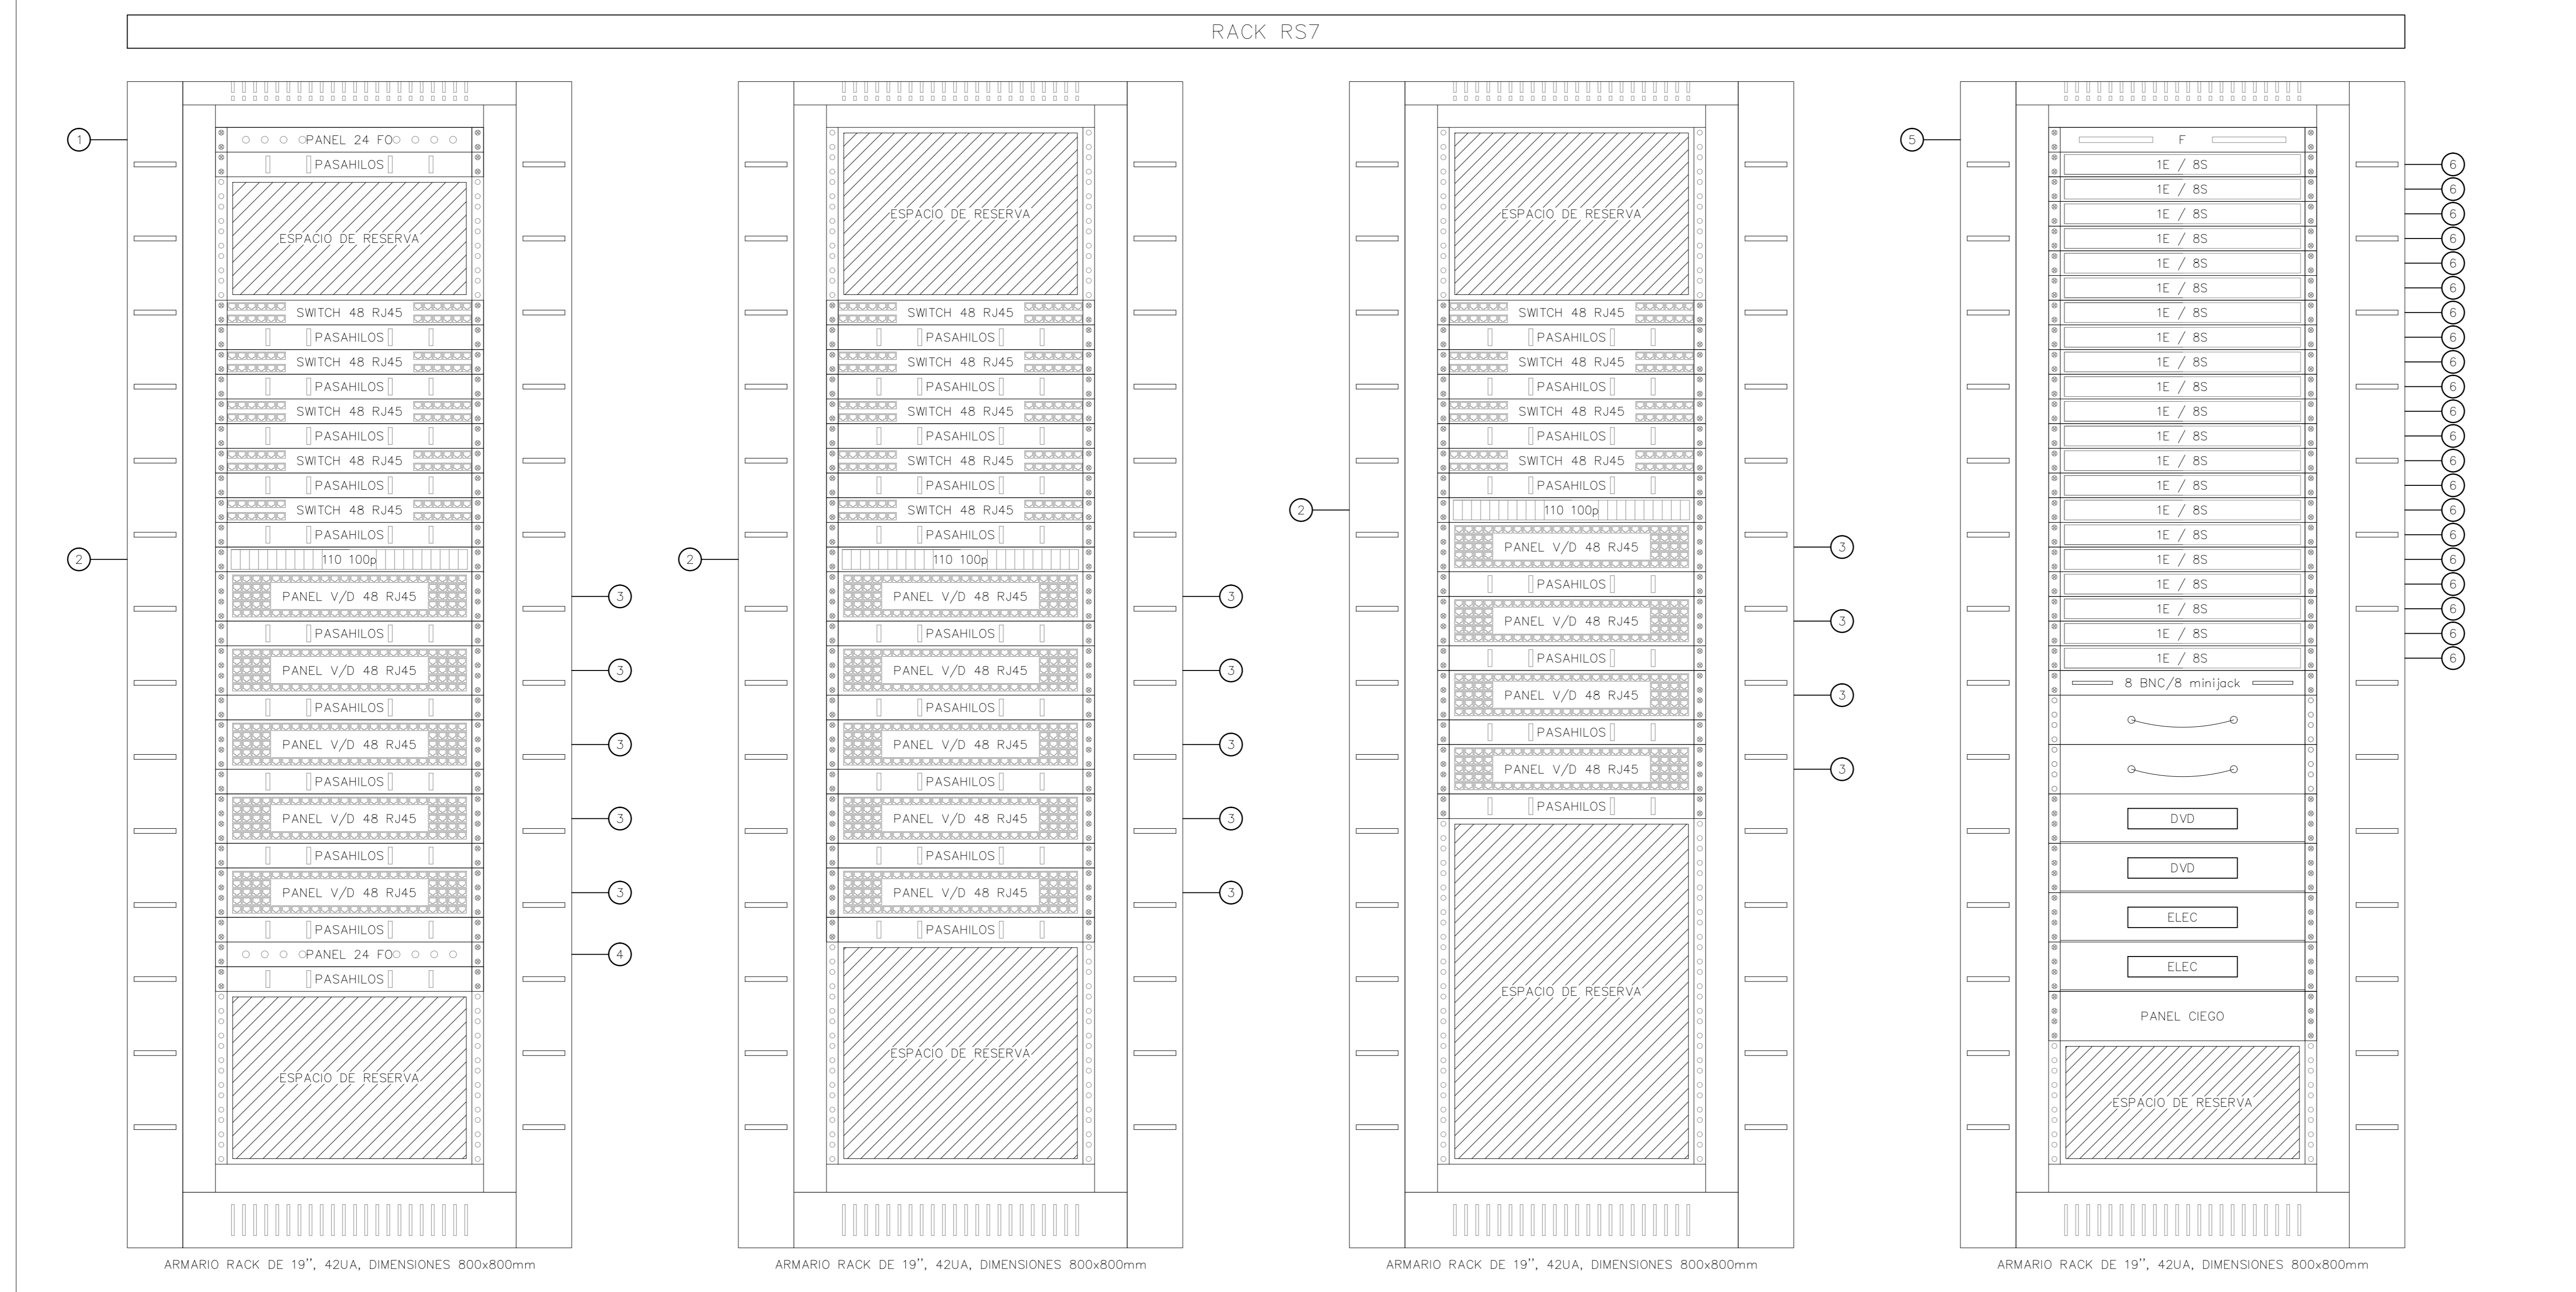 RACK RS7
1
PANEL 24 FO
PASAHILOS
ESPACIO DE RESERVA
SWITCH 48 RJ45
PASAHILOS
SWITCH 48 RJ45
PASAHILOS
SWITCH 48 RJ45
PASAHILOS
SWITCH 48 RJ45
PASAHILOS
SWITCH 48 RJ45
PASAHILOS
2
110 100p
PANEL V/D 48 RJ45
3
PASAHILOS
PANEL V/D 48 RJ45
3
PASAHILOS
PANEL V/D 48 RJ45
3
PASAHILOS
PANEL V/D 48 RJ45
3
PASAHILOS
PANEL V/D 48 RJ45
3
PASAHILOS
PANEL 24 FO
4
PASAHILOS
ESPACIO DE RESERVA
ARMARIO RACK DE 19'', 42UA, DIMENSIONES 800x800mm
ESPACIO DE RESERVA
SWITCH 48 RJ45
PASAHILOS
SWITCH 48 RJ45
PASAHILOS
SWITCH 48 RJ45
PASAHILOS
SWITCH 48 RJ45
PASAHILOS
SWITCH 48 RJ45
PASAHILOS
2
110 100p
PANEL V/D 48 RJ45
3
PASAHILOS
PANEL V/D 48 RJ45
3
PASAHILOS
PANEL V/D 48 RJ45
3
PASAHILOS
PANEL V/D 48 RJ45
3
PASAHILOS
PANEL V/D 48 RJ45
3
PASAHILOS
ESPACIO DE RESERVA
ARMARIO RACK DE 19'', 42UA, DIMENSIONES 800x800mm
ESPACIO DE RESERVA
SWITCH 48 RJ45
PASAHILOS
SWITCH 48 RJ45
PASAHILOS
SWITCH 48 RJ45
PASAHILOS
SWITCH 48 RJ45
PASAHILOS
2
110 100p
PANEL V/D 48 RJ45
3
PASAHILOS
PANEL V/D 48 RJ45
3
PASAHILOS
PANEL V/D 48 RJ45
3
PASAHILOS
PANEL V/D 48 RJ45
3
PASAHILOS
ESPACIO DE RESERVA
ARMARIO RACK DE 19'', 42UA, DIMENSIONES 800x800mm
5
F
1E / 8S
6
1E / 8S
6
1E / 8S
6
1E / 8S
6
1E / 8S
6
1E / 8S
6
1E / 8S
6
1E / 8S
6
1E / 8S
6
1E / 8S
6
1E / 8S
6
1E / 8S
6
1E / 8S
6
1E / 8S
6
1E / 8S
6
1E / 8S
6
1E / 8S
6
1E / 8S
6
1E / 8S
6
1E / 8S
6
1E / 8S
6
8 BNC/8 minijack
DVD
DVD
ELEC
ELEC
PANEL CIEGO
ESPACIO DE RESERVA
ARMARIO RACK DE 19'', 42UA, DIMENSIONES 800x800mm